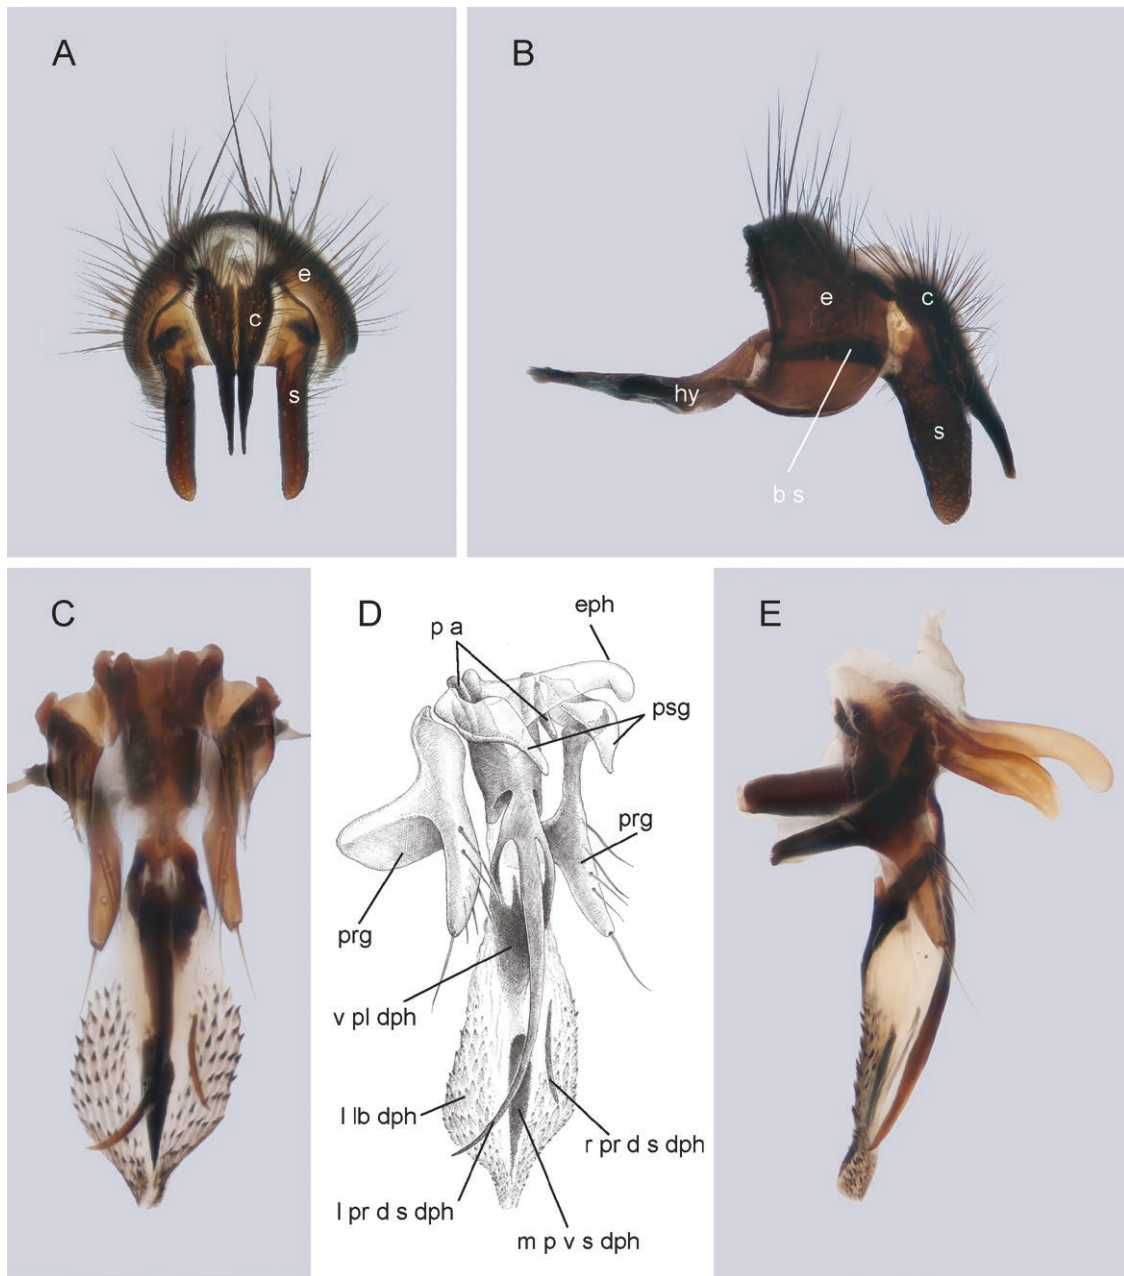 A
e
c
s
B
e
c
hy
s
b s
C
D
eph
p a
psg
prg
prg
v pl dph
l lb dph
r pr d s dph
l pr d s dph
m p v s dph
E